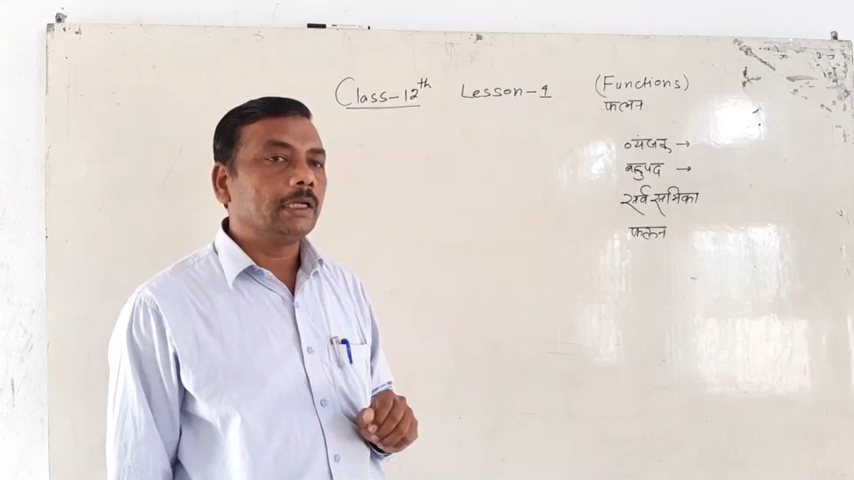 Class-12th Lesson-1 (Functions)
फलन
व्यंजक →
बहुपद →
सर्वसमिका
फलन